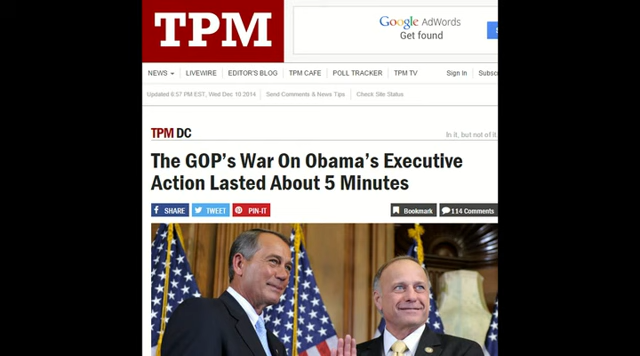 TPM
Google AdWords
Get found
NEWS LIVEWIRE EDITOR'S BLOG TPM CAFE POLL TRACKER TPM TV Sign In Subsc
Updated 6:57 PM EST, Wed Dec 10 2014 Send Comments & News Tips Check Site Status
TPM DC
In it, but not of it.
The GOP's War On Obama's Executive
Action Lasted About 5 Minutes
SHARE TWEET PIN-IT Bookmark 114 Comments